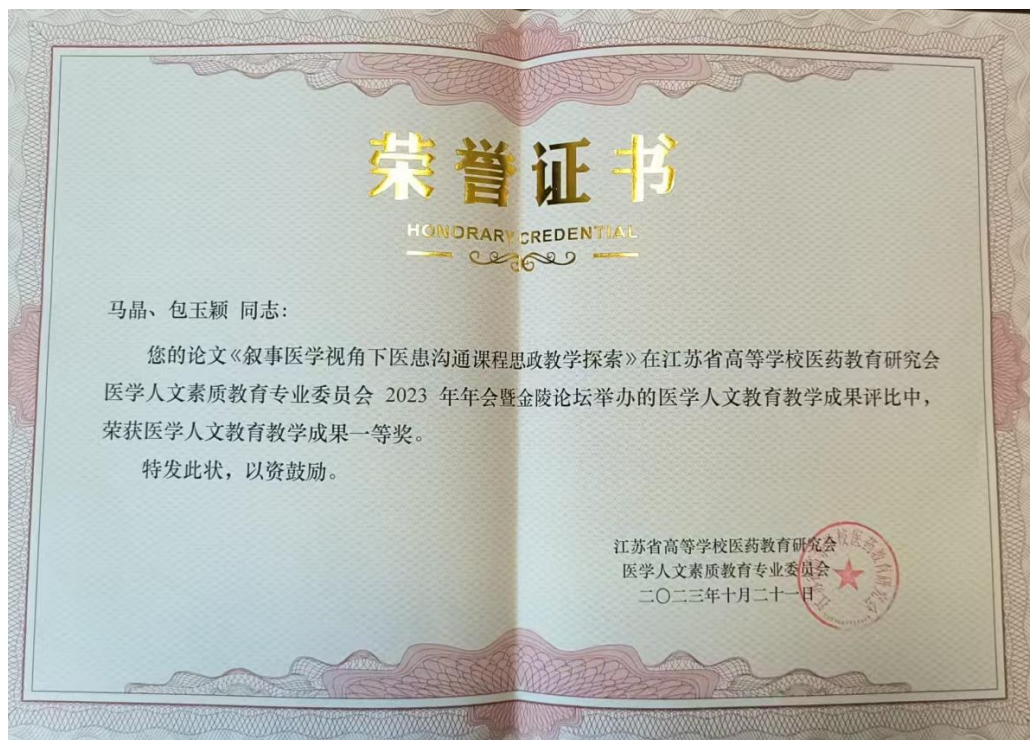 荣誉证书
HONORARY CREDENTIAL
马晶、包玉颖 同志：
您的论文《叙事医学视角下医患沟通课程思政教学探索》在江苏省高等学校医药教育研究会
医学人文素质教育专业委员会 2023 年年会暨金陵论坛举办的医学人文教育教学成果评比中，
荣获医学人文教育教学成果一等奖。
特发此状，以资鼓励。
江苏省高等学校医药教育研究会
医学人文素质教育专业委员会
二〇二三年十月二十一日